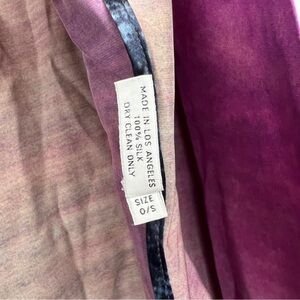 MADE IN LOS ANGELES
100% SILK
DRY CLEAN ONLY
SIZE
O/S